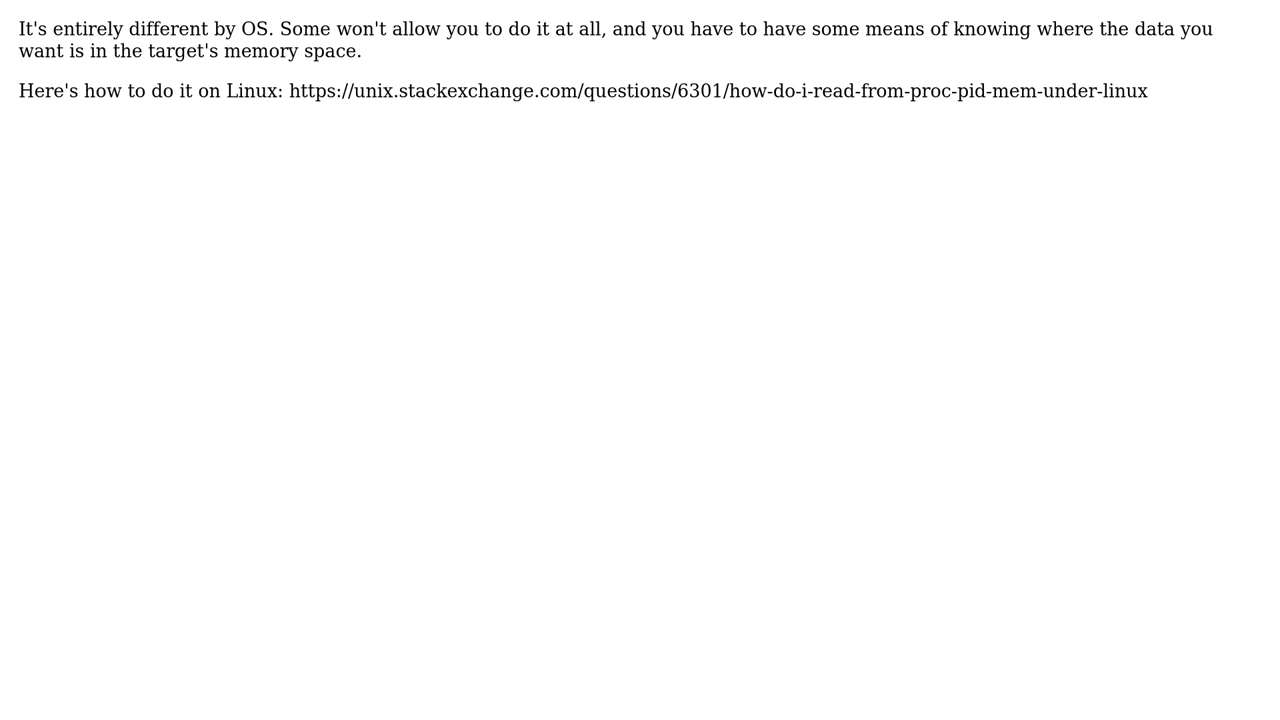 It's entirely different by OS. Some won't allow you to do it at all, and you have to have some means of knowing where the data you
want is in the target's memory space.
Here's how to do it on Linux: https://unix.stackexchange.com/questions/6301/how-do-i-read-from-proc-pid-mem-under-linux